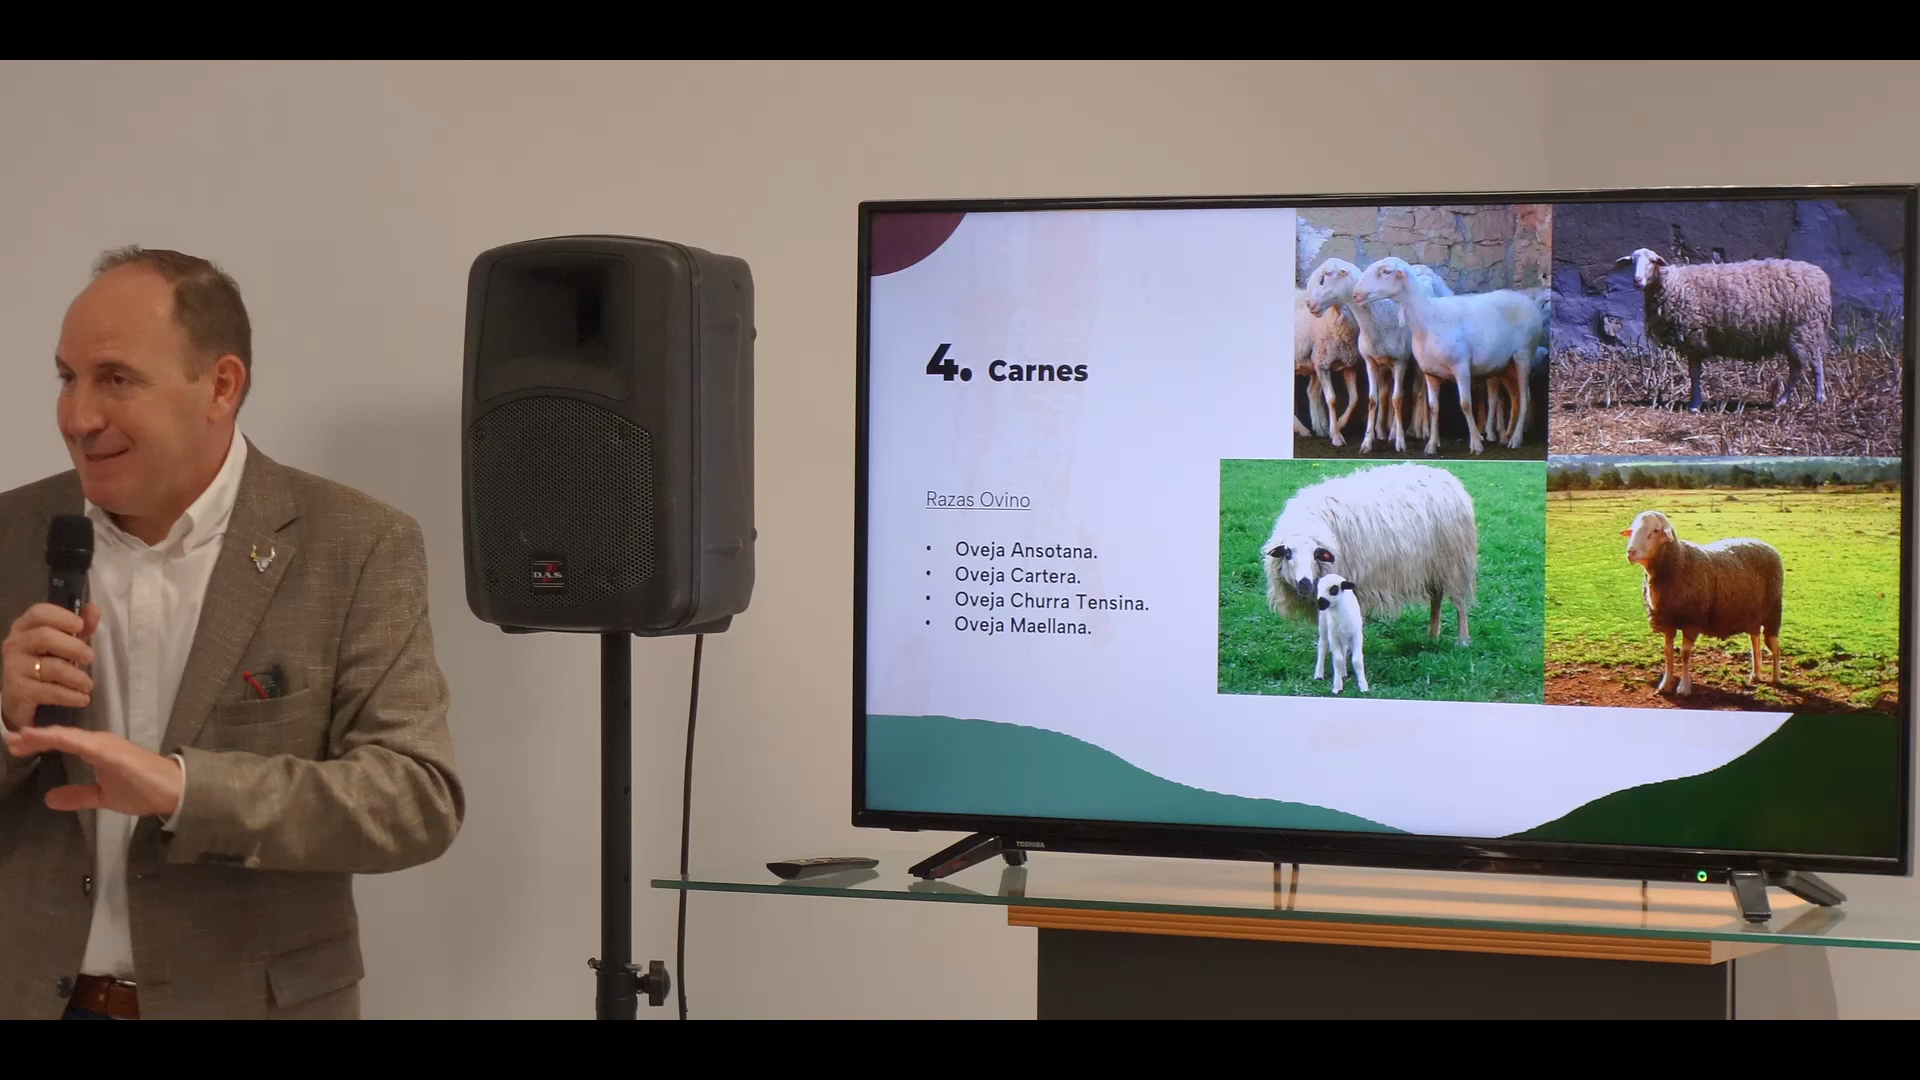 4. Carnes
Razas Ovino
• Oveja Ansotana.
• Oveja Cartera.
• Oveja Churra Tensina.
• Oveja Maellana.
D.A.S
TOSHIBA